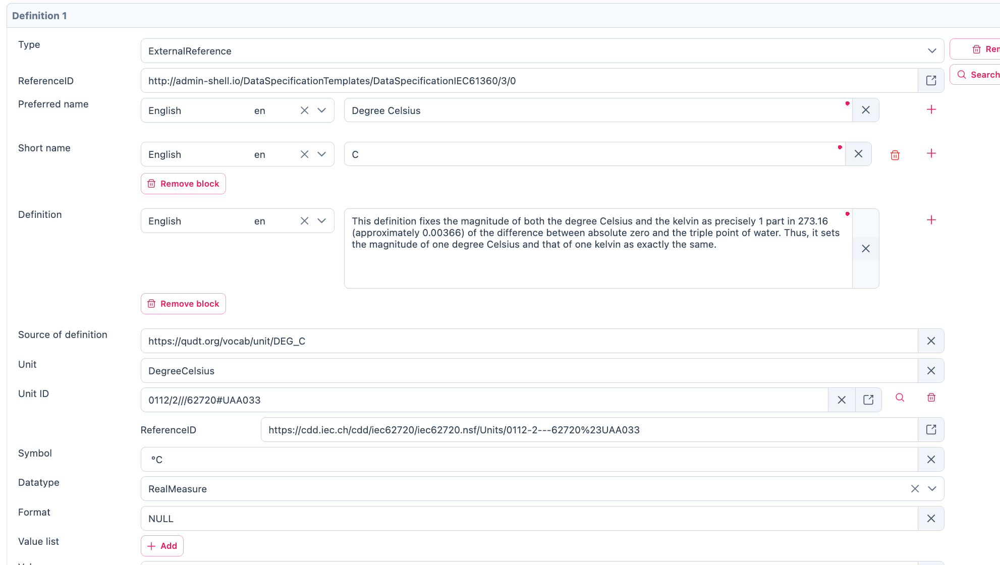 Definition 1
Type
ExternalReference
ReferenceID
http://admin-shell.io/DataSpecificationTemplates/DataSpecificationIEC61360/3/0
Search
Preferred name
English en
Degree Celsius
Short name
English en
C
Remove block
Definition
English en
This definition fixes the magnitude of both the degree Celsius and the kelvin as precisely 1 part in 273.16
(approximately 0.00366) of the difference between absolute zero and the triple point of water. Thus, it sets
the magnitude of one degree Celsius and that of one kelvin as exactly the same.
Remove block
Source of definition
https://qudt.org/vocab/unit/DEG_C
Unit
DegreeCelsius
Unit ID
0112/2///62720#UAA033
ReferenceID
https://cdd.iec.ch/cdd/iec62720/iec62720.nsf/Units/0112-2---62720%23UAA033
Symbol
°C
Datatype
RealMeasure
Format
NULL
Value list
Add